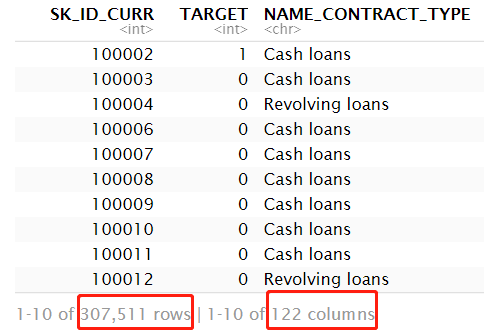 SK_ID_CURR TARGET NAME_CONTRACT_TYPE
<int> <int> <chr>
100002 1 Cash loans
100003 0 Cash loans
100004 0 Revolving loans
100006 0 Cash loans
100007 0 Cash loans
100008 0 Cash loans
100009 0 Cash loans
100010 0 Cash loans
100011 0 Cash loans
100012 0 Revolving loans
1-10 of 307,511 rows | 1-10 of 122 columns